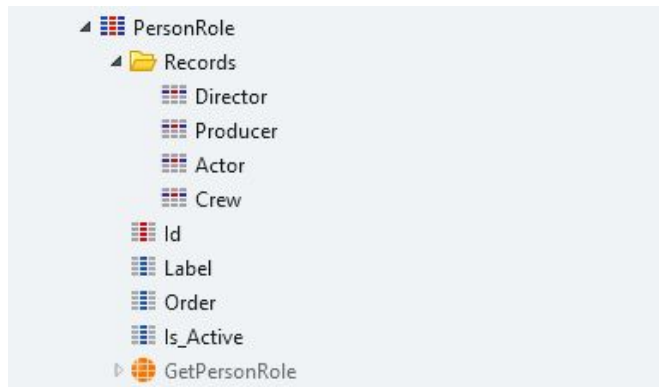 PersonRole
Records
Director
Producer
Actor
Crew
Id
Label
Order
Is_Active
GetPersonRole